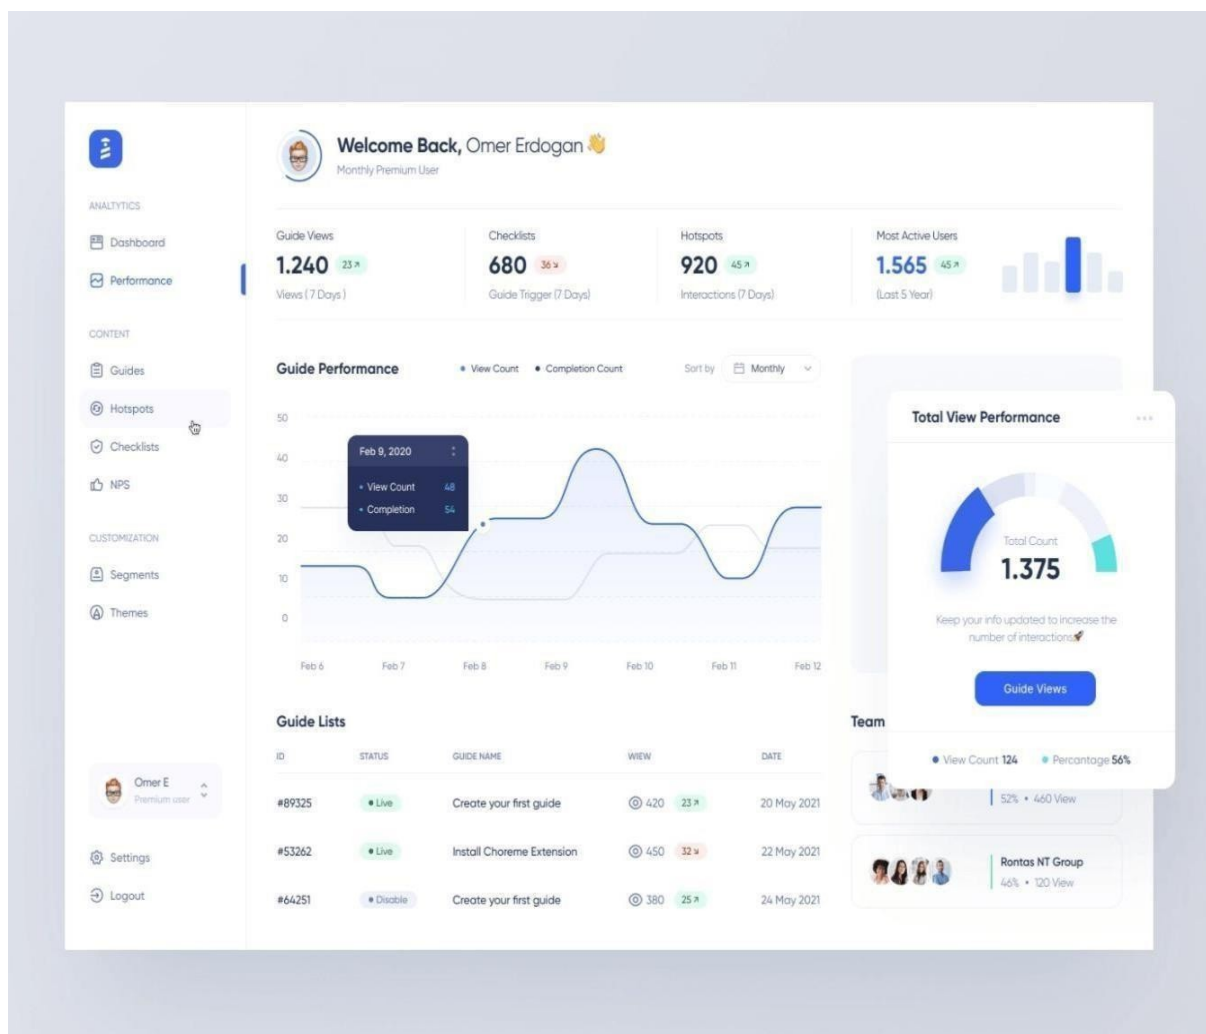 ANALTYTICS
Dashboard
Performance
CONTENT
Guides
Hotspots
Checklists
NPS
CUSTOMIZATION
Segments
Themes
Omer E
Premium user
Settings
Logout
Welcome Back, Omer Erdogan 👋
Monthly Premium User
Guide Views
1.240 23
Views ( 7 Days )
Checklists
680 36
Guide Trigger (7 Days)
Hotspots
920 45
Interactions (7 Days)
Most Active Users
1.565 45
(Last 5 Year)
Guide Performance
View Count Completion Count
Sort by Monthly
50
40
30
20
10
0
Feb 9, 2020
View Count 48
Completion 54
Feb 6 Feb 7 Feb 8 Feb 9 Feb 10 Feb 11 Feb 12
Total View Performance
Total Count
1.375
Keep your info updated to increase the
number of interactions🚀
Guide Views
View Count 124 Percantage 56%
Guide Lists
ID STATUS GUIDE NAME WIEW DATE
#89325 Live Create your first guide 420 23 20 May 2021
#53262 Live Install Choreme Extension 450 32 22 May 2021
#64251 Disable Create your first guide 380 25 24 May 2021
Team
52% • 460 View
Rontas NT Group
46% • 120 View